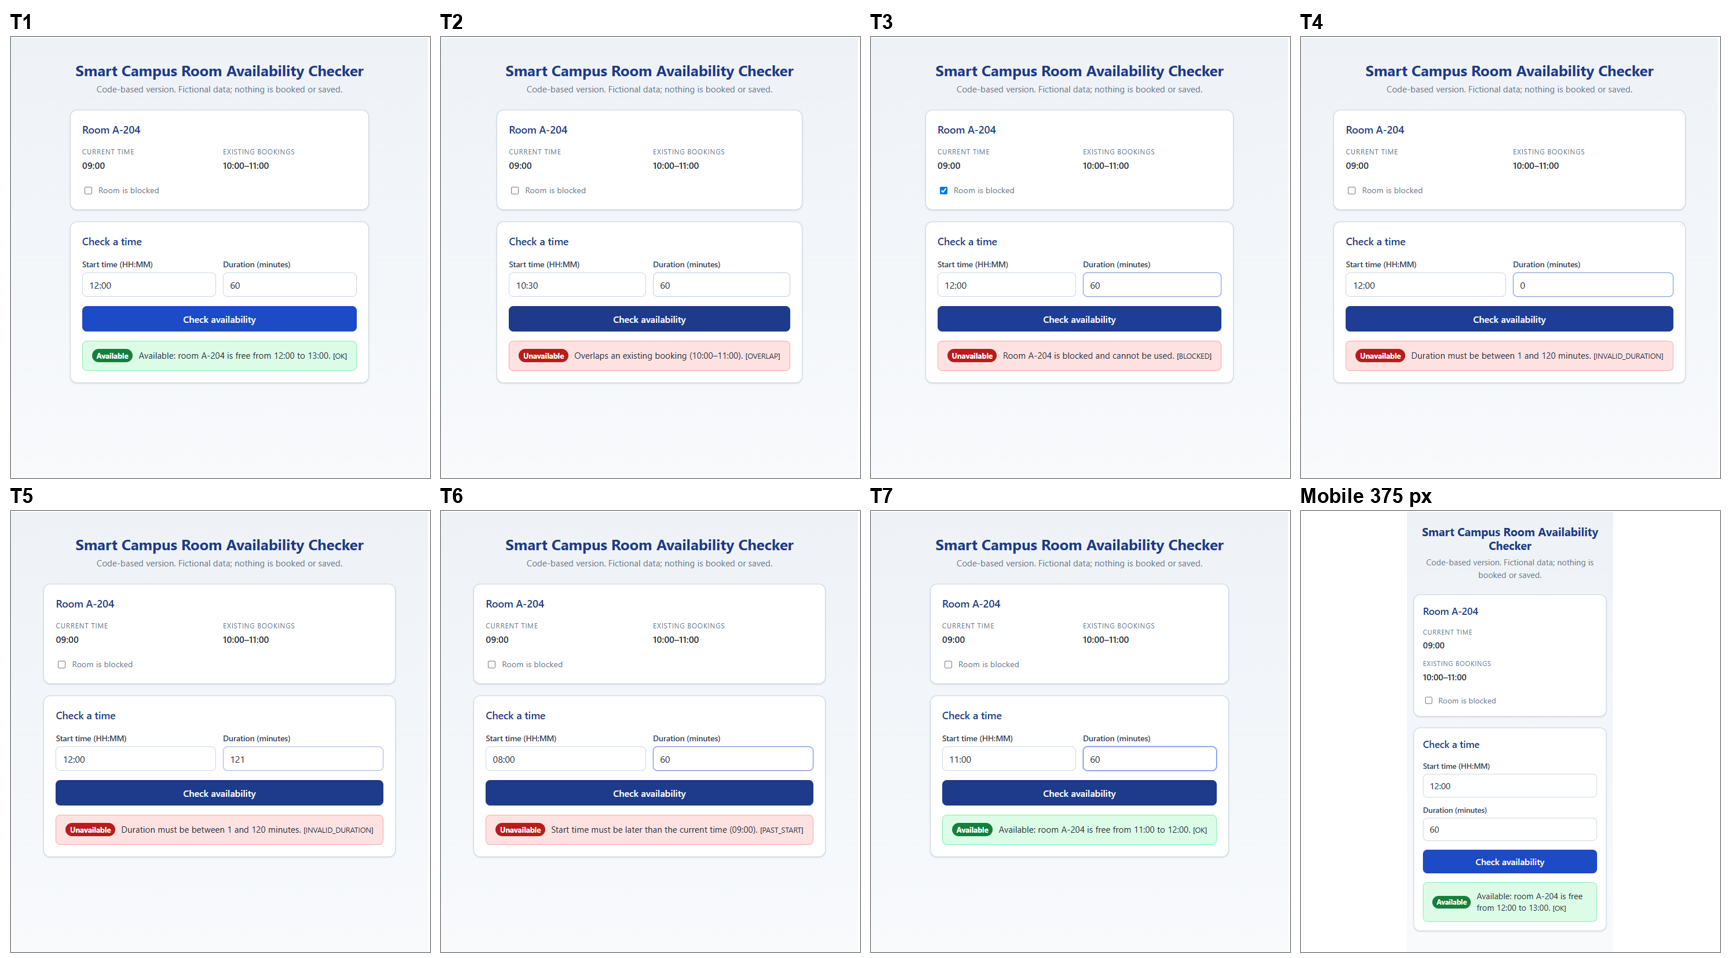 T1
Smart Campus Room Availability Checker
Code-based version. Fictional data; nothing is booked or saved.
Room A-204
CURRENT TIME EXISTING BOOKINGS
09:00 10:00–11:00
Room is blocked
Check a time
Start time (HH:MM) Duration (minutes)
12:00 60
Check availability
Available Available: room A-204 is free from 12:00 to 13:00. [OK]
T2
Smart Campus Room Availability Checker
Code-based version. Fictional data; nothing is booked or saved.
Room A-204
CURRENT TIME EXISTING BOOKINGS
09:00 10:00–11:00
Room is blocked
Check a time
Start time (HH:MM) Duration (minutes)
10:30 60
Check availability
Unavailable Overlaps an existing booking (10:00–11:00). [OVERLAP]
T3
Smart Campus Room Availability Checker
Code-based version. Fictional data; nothing is booked or saved.
Room A-204
CURRENT TIME EXISTING BOOKINGS
09:00 10:00–11:00
Room is blocked
Check a time
Start time (HH:MM) Duration (minutes)
12:00 60
Check availability
Unavailable Room A-204 is blocked and cannot be used. [BLOCKED]
T4
Smart Campus Room Availability Checker
Code-based version. Fictional data; nothing is booked or saved.
Room A-204
CURRENT TIME EXISTING BOOKINGS
09:00 10:00–11:00
Room is blocked
Check a time
Start time (HH:MM) Duration (minutes)
12:00 0
Check availability
Unavailable Duration must be between 1 and 120 minutes. [INVALID_DURATION]
T5
Smart Campus Room Availability Checker
Code-based version. Fictional data; nothing is booked or saved.
Room A-204
CURRENT TIME EXISTING BOOKINGS
09:00 10:00–11:00
Room is blocked
Check a time
Start time (HH:MM) Duration (minutes)
12:00 121
Check availability
Unavailable Duration must be between 1 and 120 minutes. [INVALID_DURATION]
T6
Smart Campus Room Availability Checker
Code-based version. Fictional data; nothing is booked or saved.
Room A-204
CURRENT TIME EXISTING BOOKINGS
09:00 10:00–11:00
Room is blocked
Check a time
Start time (HH:MM) Duration (minutes)
08:00 60
Check availability
Unavailable Start time must be later than the current time (09:00). [PAST_START]
T7
Smart Campus Room Availability Checker
Code-based version. Fictional data; nothing is booked or saved.
Room A-204
CURRENT TIME EXISTING BOOKINGS
09:00 10:00–11:00
Room is blocked
Check a time
Start time (HH:MM) Duration (minutes)
11:00 60
Check availability
Available Available: room A-204 is free from 11:00 to 12:00. [OK]
Mobile 375 px
Smart Campus Room Availability
Checker
Code-based version. Fictional data; nothing is
booked or saved.
Room A-204
CURRENT TIME
09:00
EXISTING BOOKINGS
10:00–11:00
Room is blocked
Check a time
Start time (HH:MM)
12:00
Duration (minutes)
60
Check availability
Available Available: room A-204 is free
from 12:00 to 13:00. [OK]